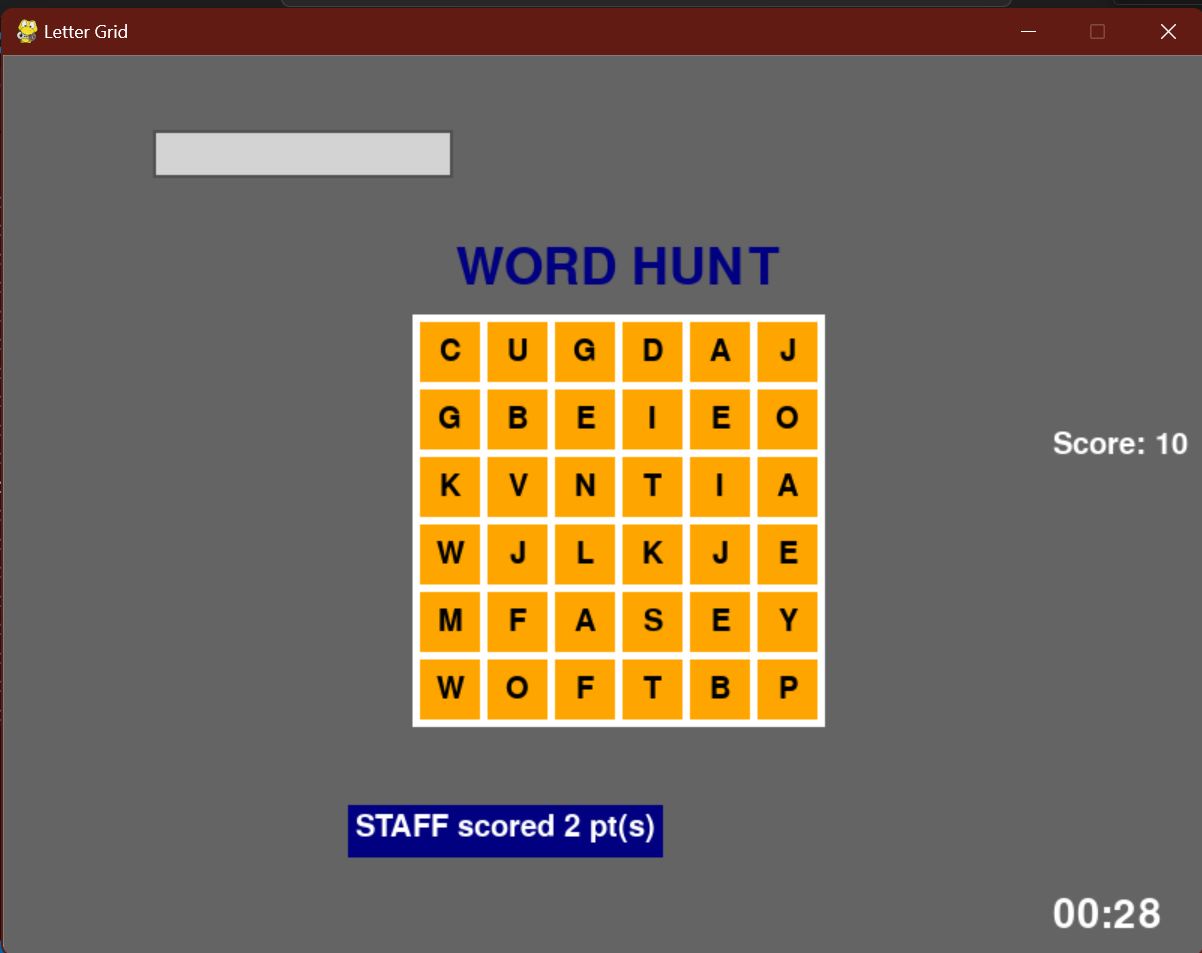 Letter Grid
WORD HUNT
C U G D A J
G B E I E O
K V N T I A
W J L K J E
M F A S E Y
W O F T B P
Score: 10
STAFF scored 2 pt(s)
00:28